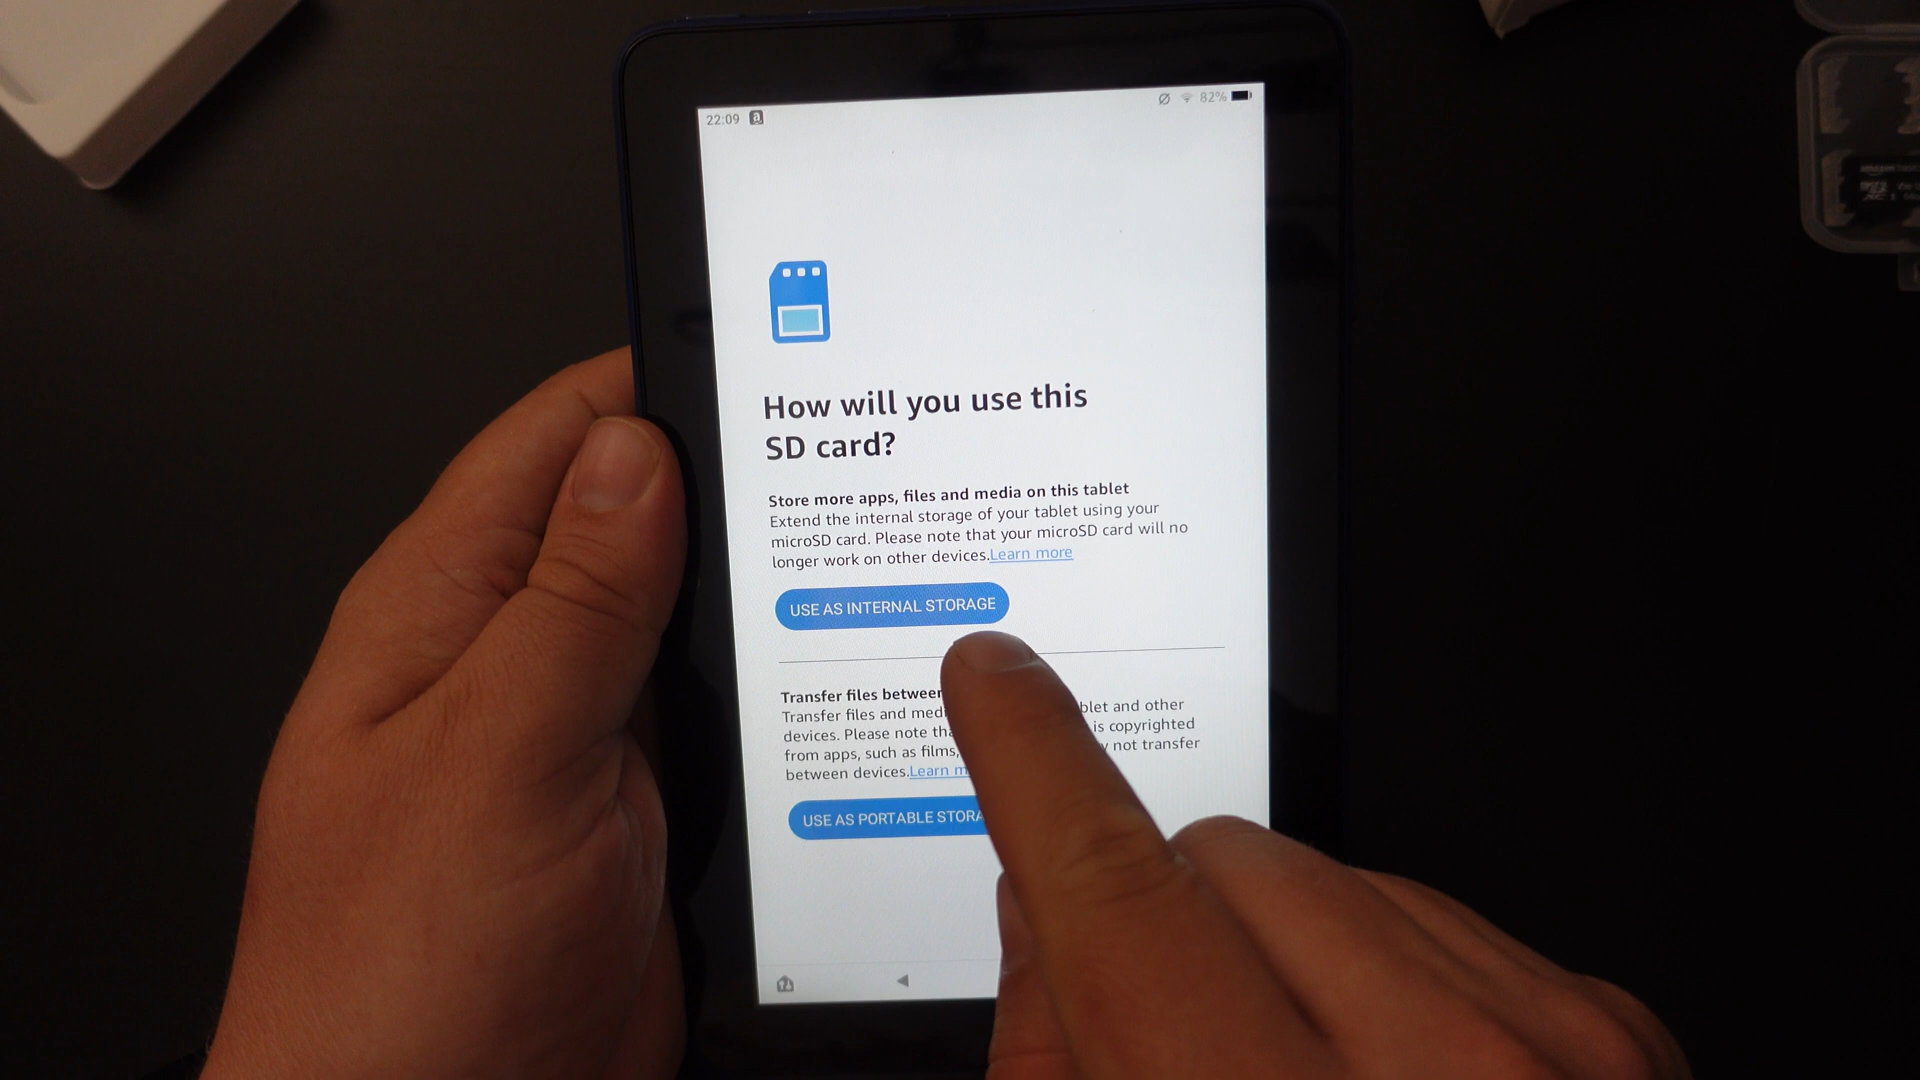 22:09 a 82%
How will you use this
SD card?
Store more apps, files and media on this tablet
Extend the internal storage of your tablet using your
microSD card. Please note that your microSD card will no
longer work on other devices.Learn more
USE AS INTERNAL STORAGE
Transfer files between
Transfer files and med blet and other
devices. Please note tha is copyrighted
from apps, such as films, y not transfer
between devices.Learn m
USE AS PORTABLE STORA
amazon